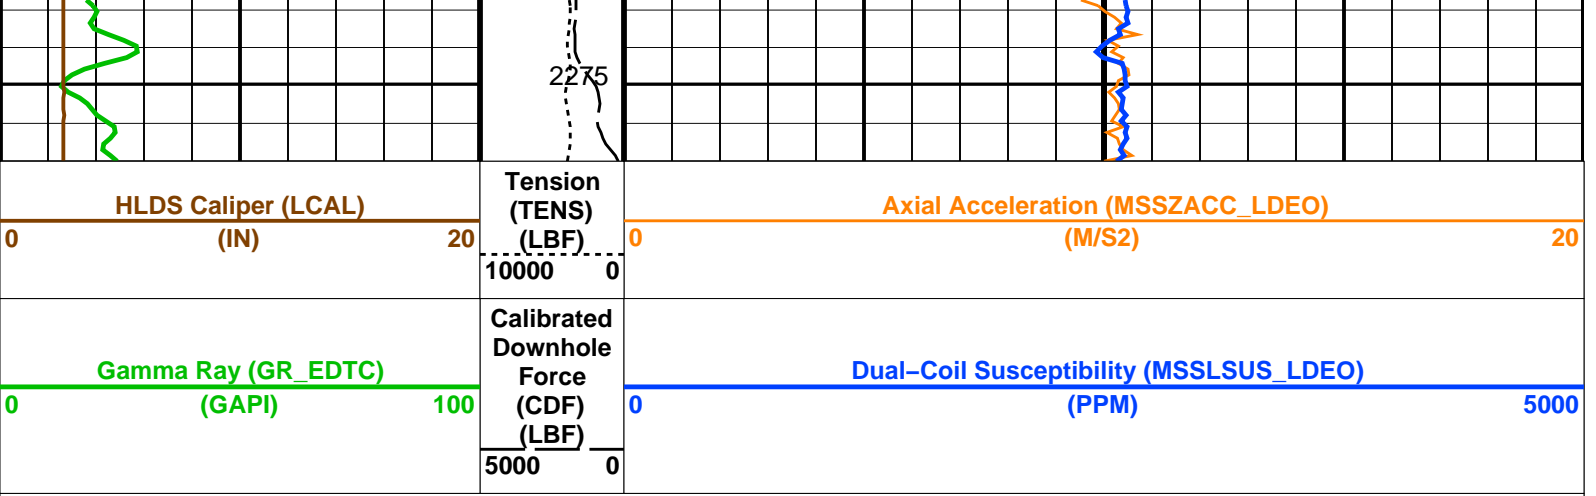 2275
HLDS Caliper (LCAL)
0 (IN) 20
Tension
(TENS)
(LBF)
10000 0
Axial Acceleration (MSSZACC_LDEO)
0 (M/S2) 20
Gamma Ray (GR_EDTC)
0 (GAPI) 100
Calibrated
Downhole
Force
(CDF)
(LBF)
5000 0
Dual−Coil Susceptibility (MSSLSUS_LDEO)
0 (PPM) 5000